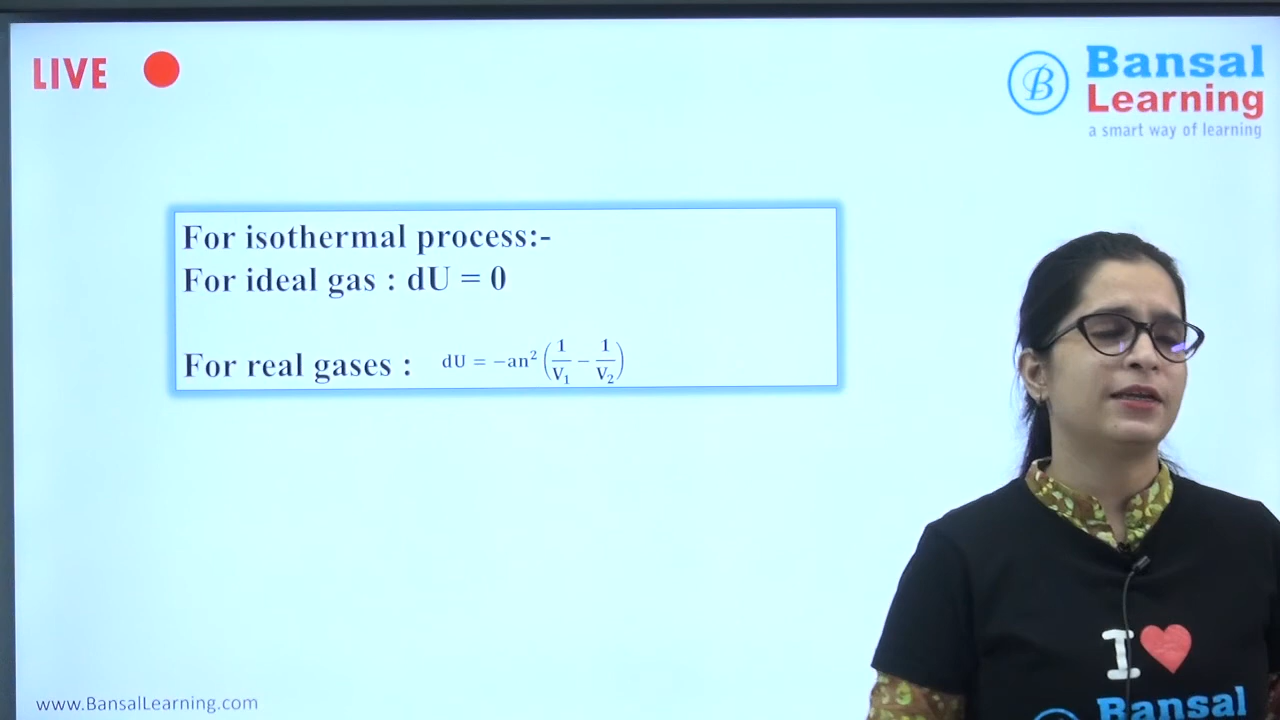 LIVE
Bansal
Learning
a smart way of learning
For isothermal process:-
For ideal gas : dU = 0
For real gases : dU = −an² (1/V₁ − 1/V₂)
I
Bansal
www.BansalLearning.com